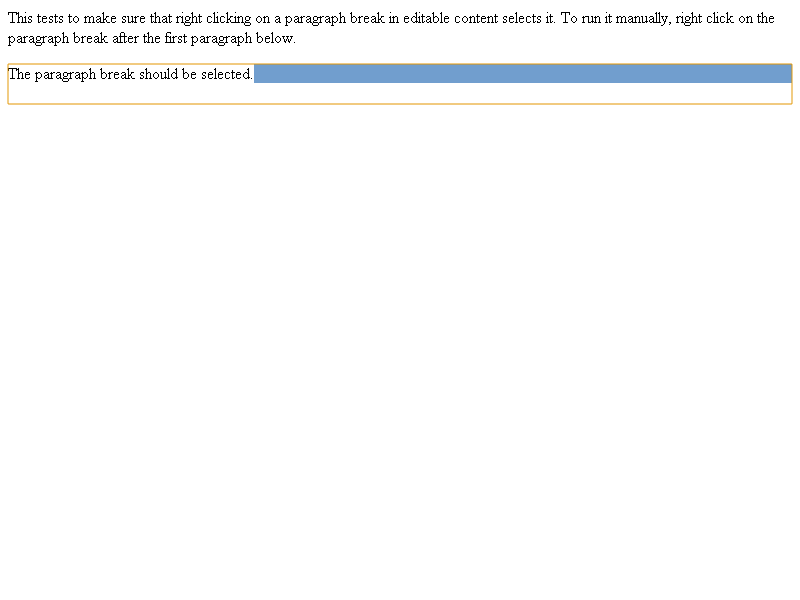 This tests to make sure that right clicking on a paragraph break in editable content selects it. To run it manually, right click on the
paragraph break after the first paragraph below.
The paragraph break should be selected.